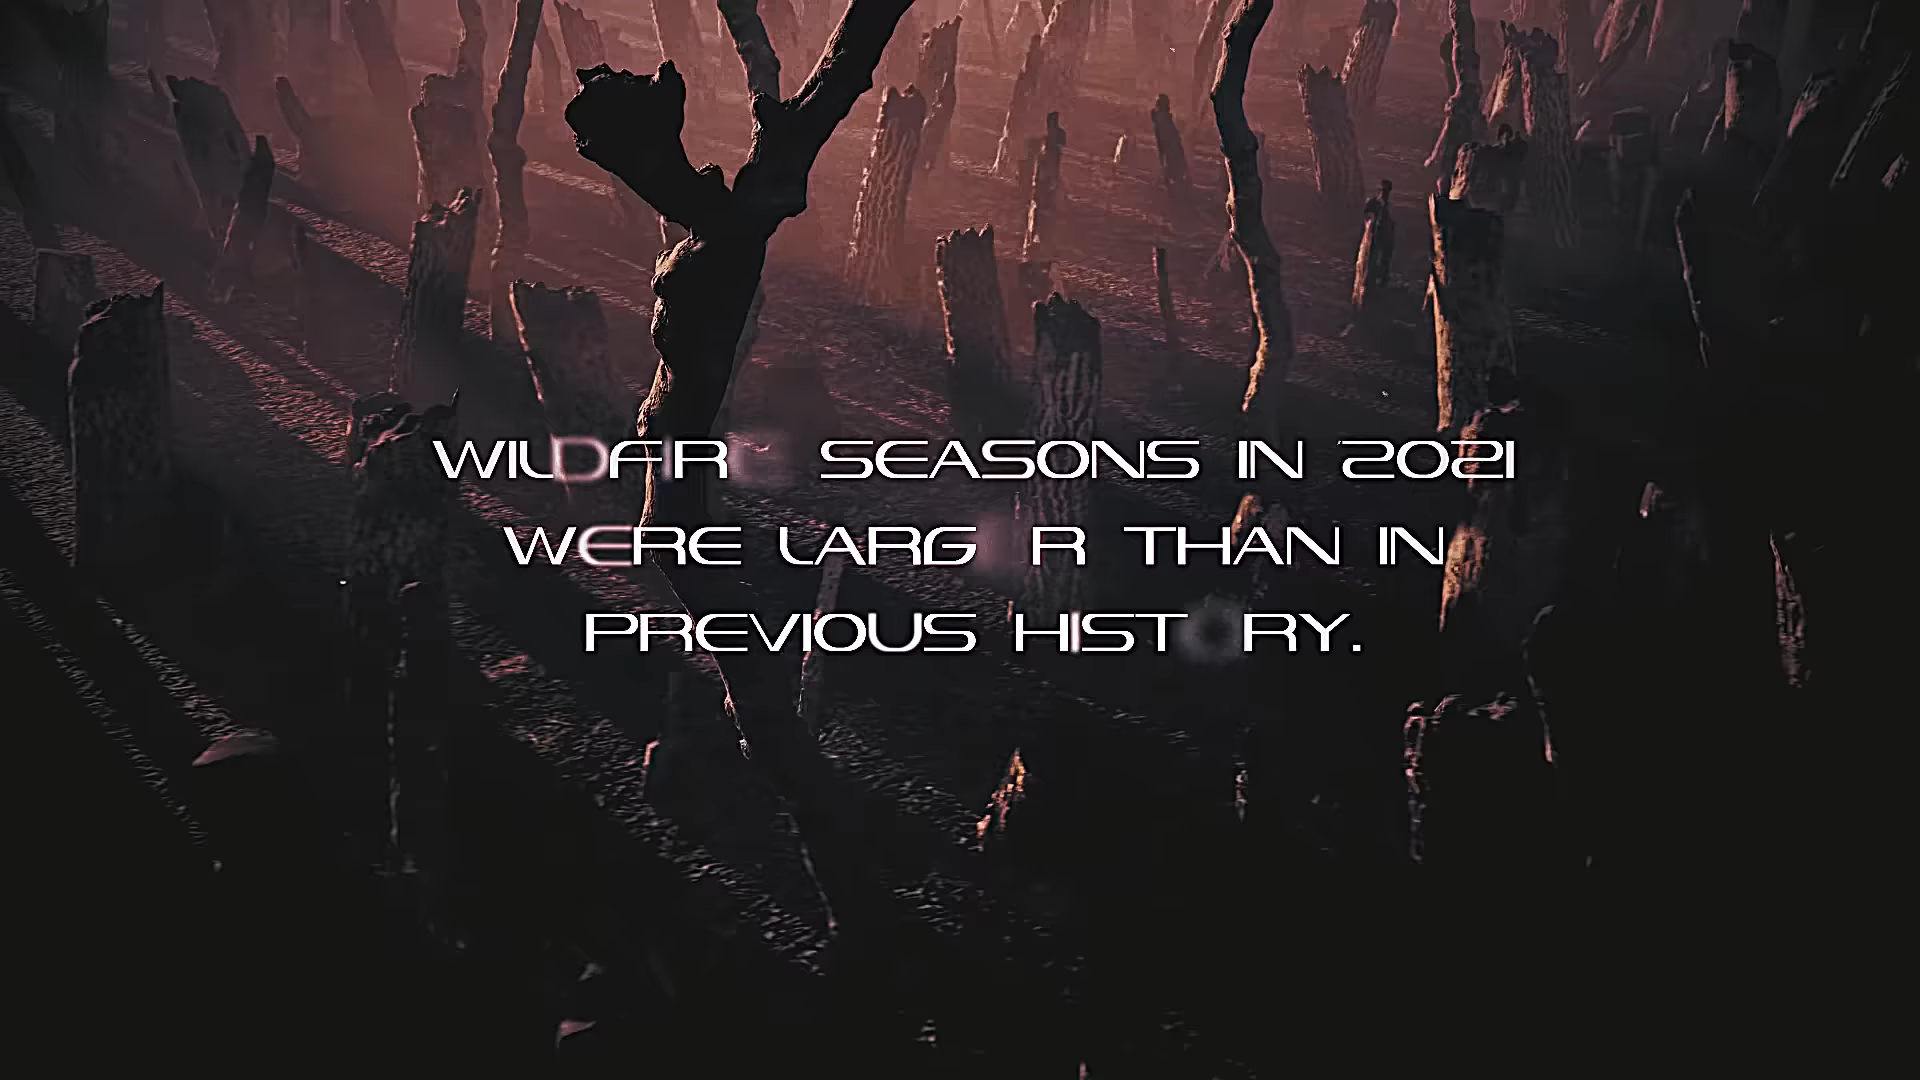 WILDFIR SEASONS IN 2021
WERE LARG R THAN IN
PREVIOUS HIST RY.